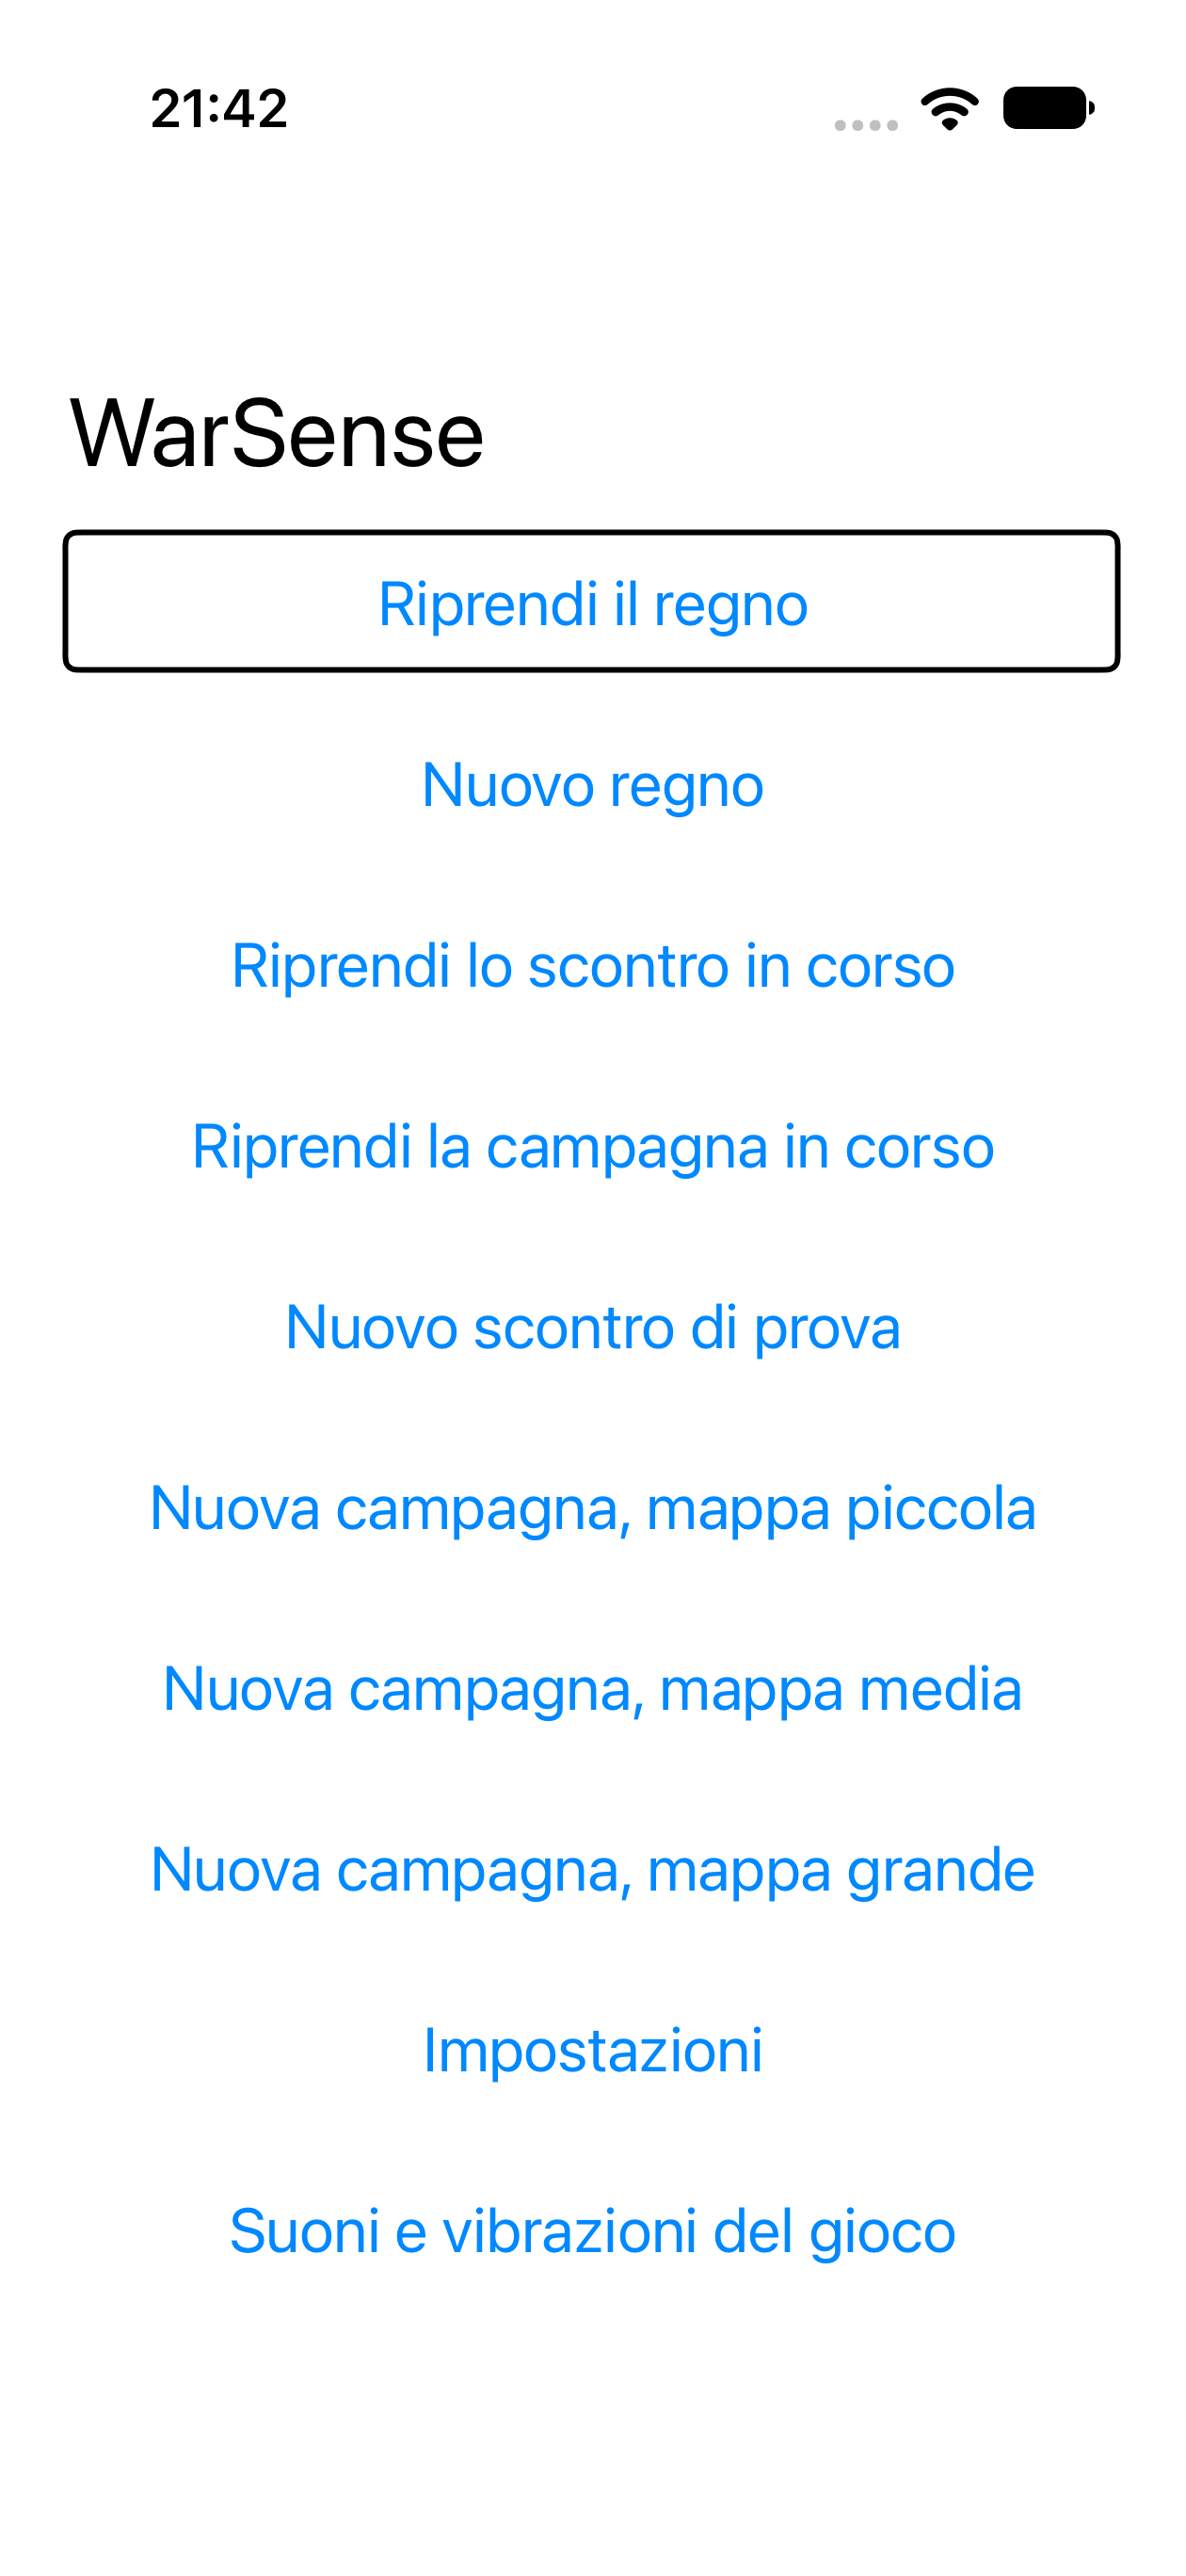 21:42
WarSense
Riprendi il regno
Nuovo regno
Riprendi lo scontro in corso
Riprendi la campagna in corso
Nuovo scontro di prova
Nuova campagna, mappa piccola
Nuova campagna, mappa media
Nuova campagna, mappa grande
Impostazioni
Suoni e vibrazioni del gioco